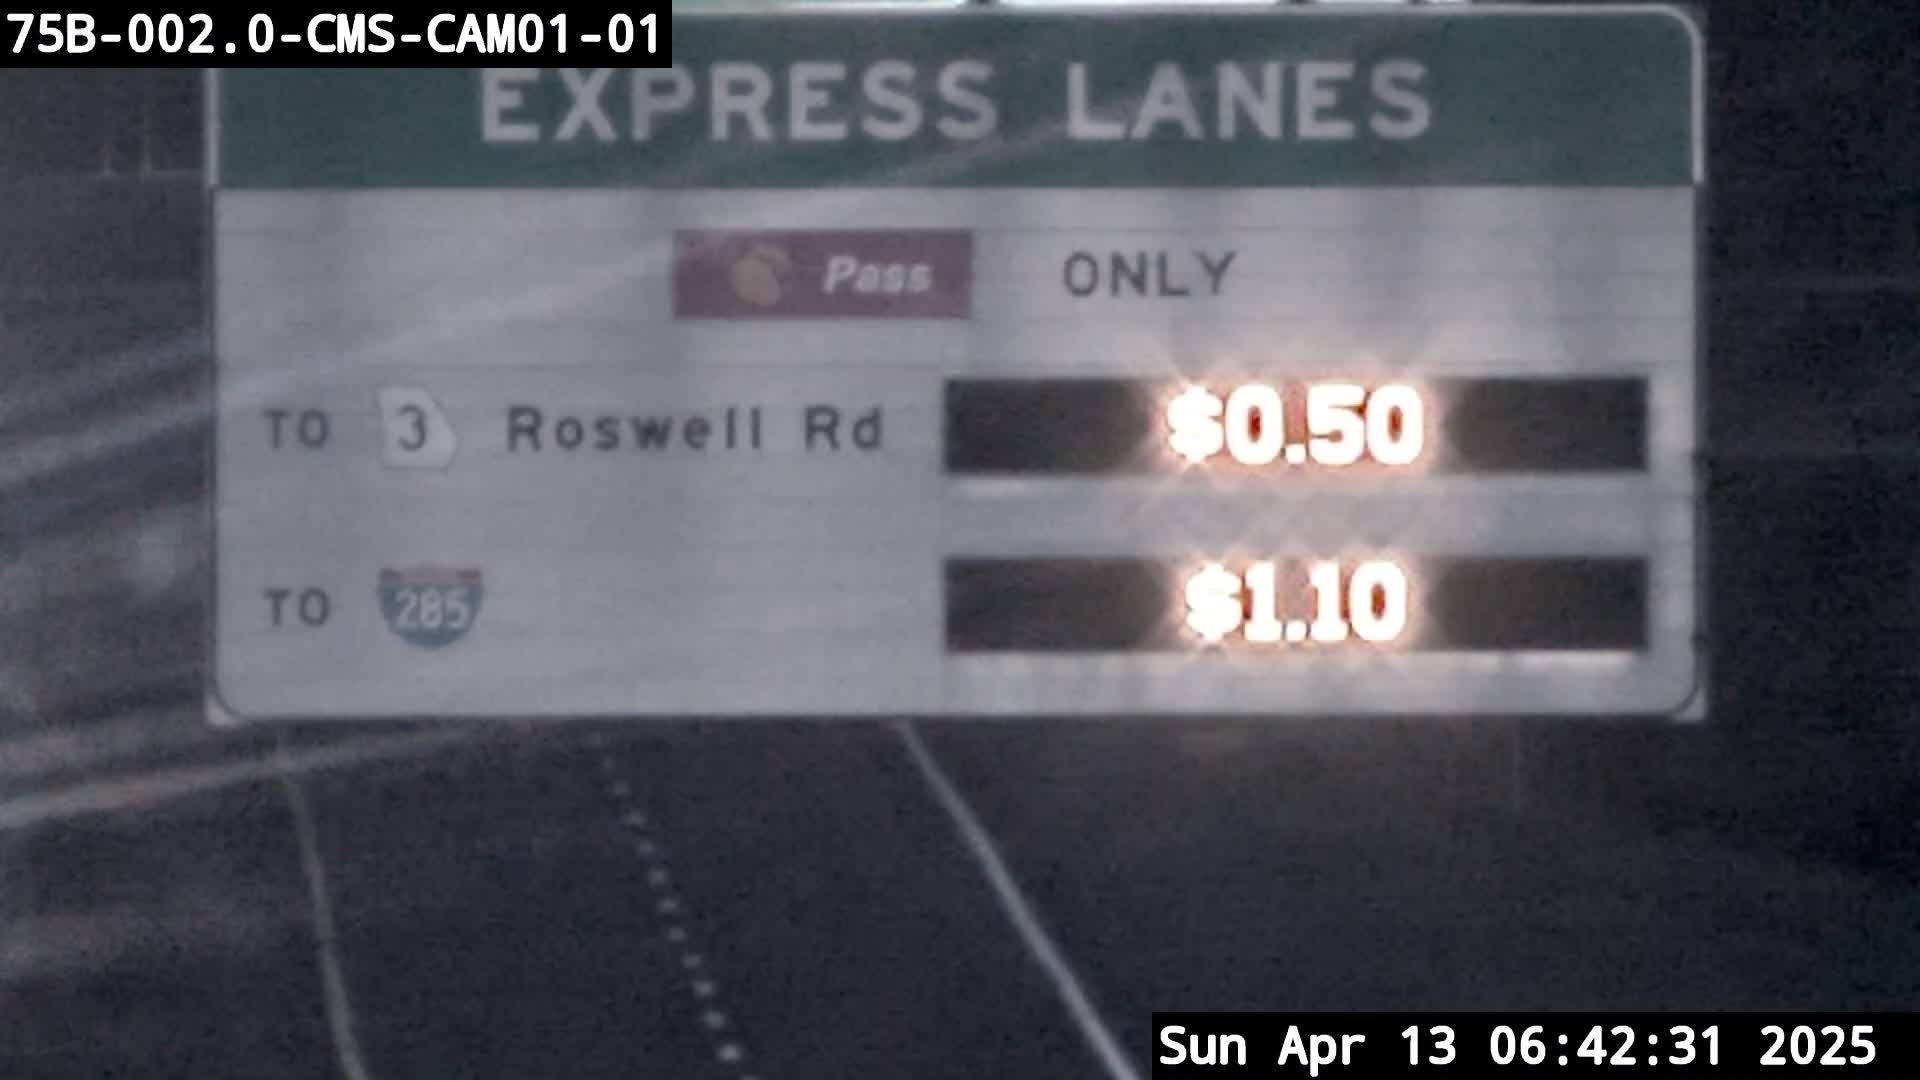 75B-002.0-CMS-CAM01-01
EXPRESS LANES
Pass ONLY
TO 3 Roswell Rd $0.50
TO 285 $1.10
Sun Apr 13 06:42:31 2025